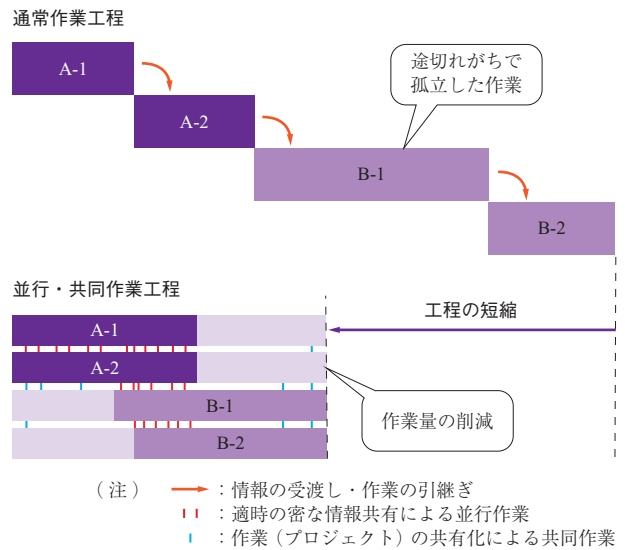 通常作業工程
A-1
途切れがちで
孤立した作業
A-2
B-1
B-2
並行・共同作業工程
工程の短縮
A-1
A-2
B-1
作業量の削減
B-2
（注） ：情報の受渡し・作業の引継ぎ
：適時の密な情報共有による並行作業
：作業（プロジェクト）の共有化による共同作業